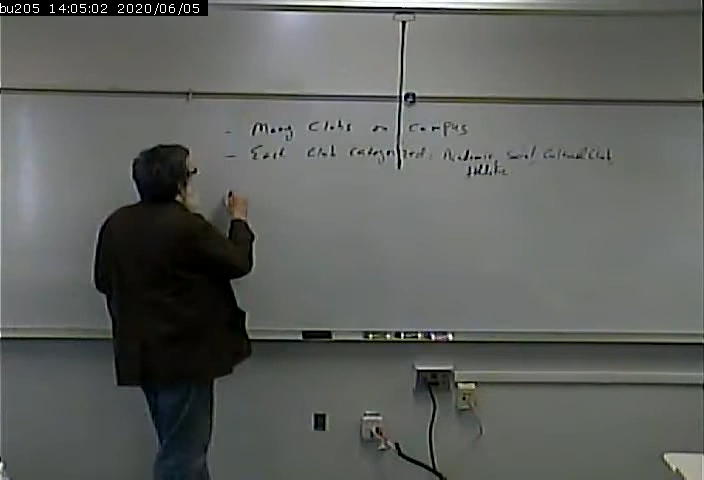 bu205 14:05:02 2020/06/05
- Many Clubs on campus
- Each Club categorized: Academic, Social, Cultural Club
Athletic